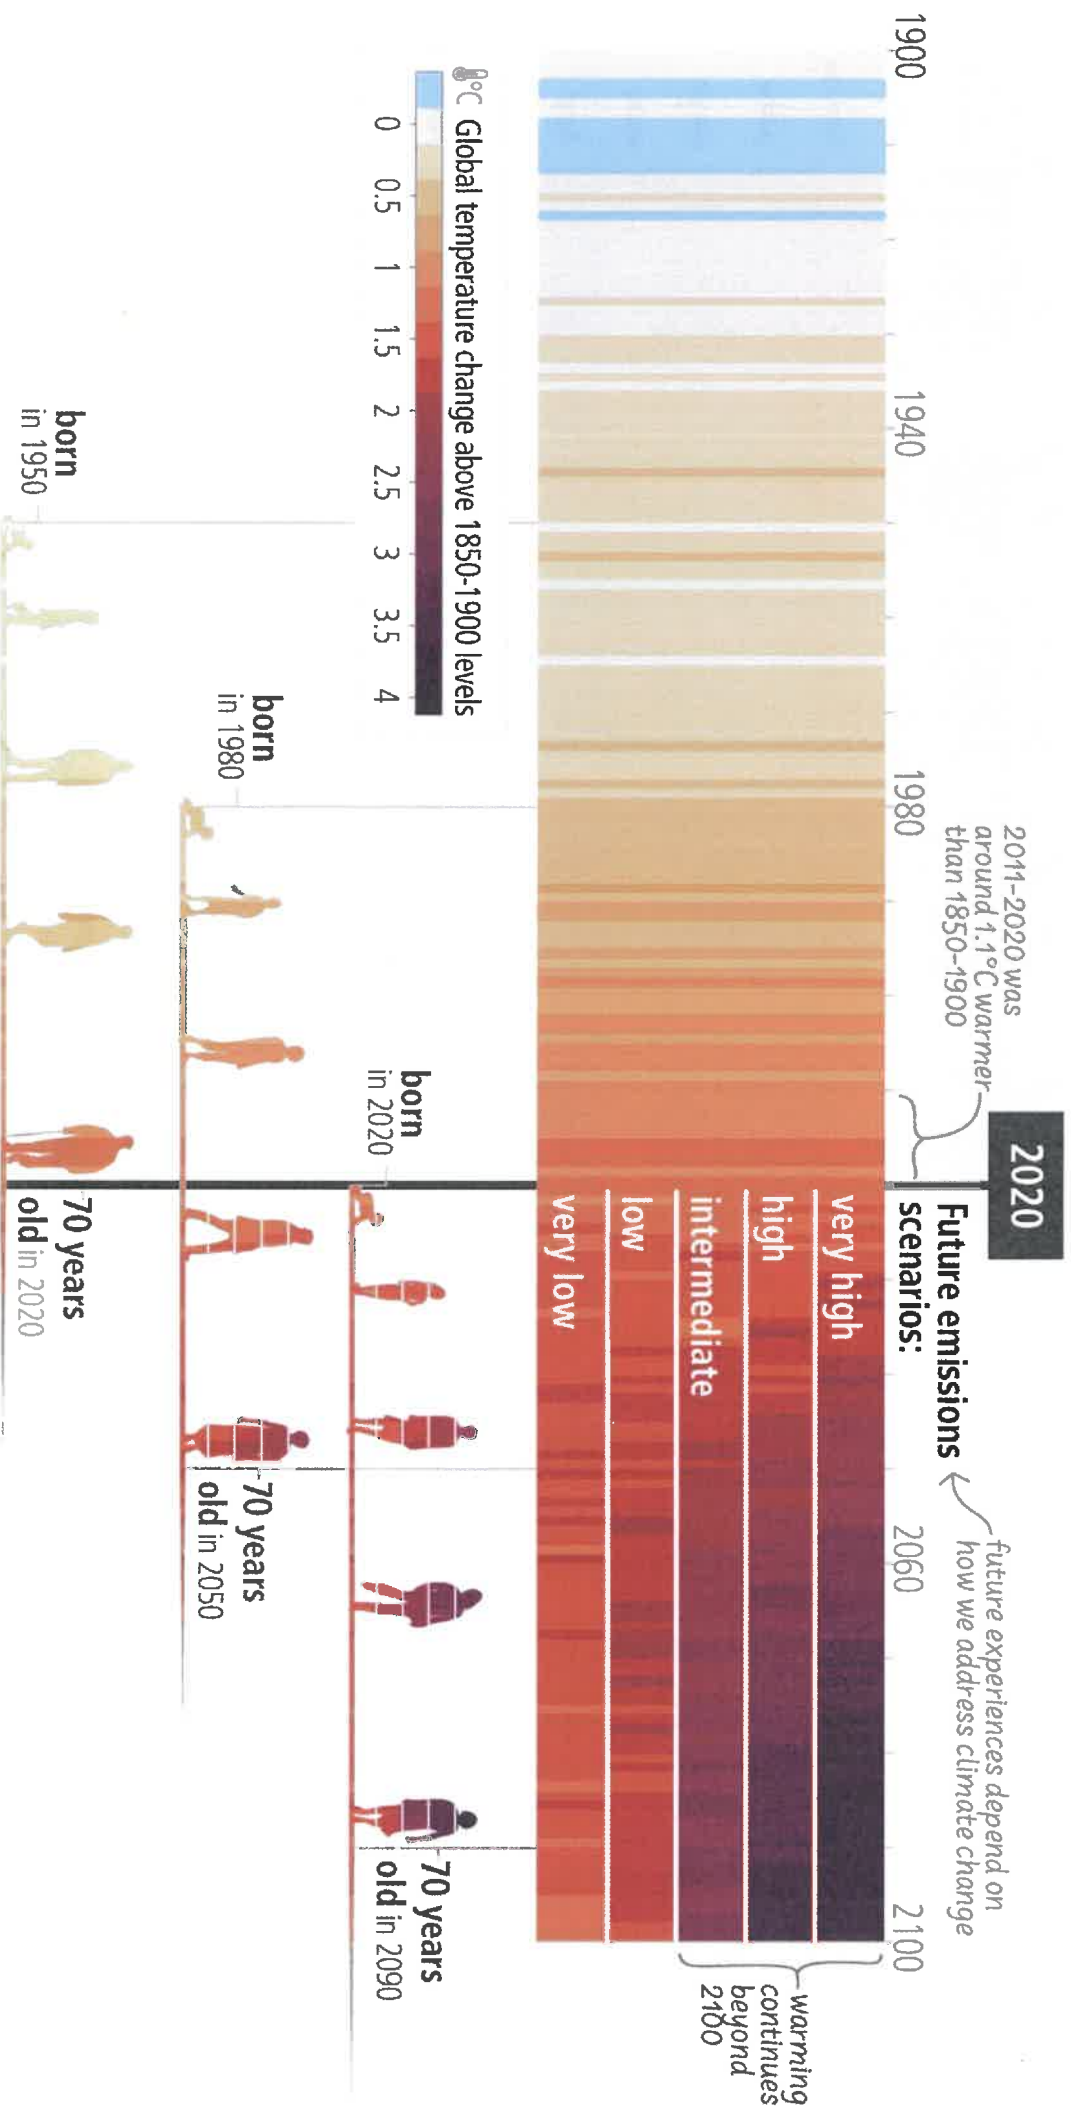 2020
2011-2020 was
around 1.1°C warmer
than 1850-1900
Future emissions
scenarios:
future experiences depend on
how we address climate change
1900
1940
1980
2060
2100
very high
high
intermediate
low
very low
warming
continues
beyond
2100
°C Global temperature change above 1850-1900 levels
0 0.5 1 1.5 2 2.5 3 3.5 4
born
in 2020
70 years
old in 2090
born
in 1980
70 years
old in 2050
born
in 1950
70 years
old in 2020